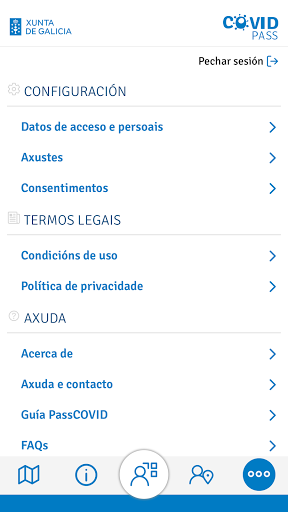 XUNTA
DE GALICIA
COVID
PASS
Pechar sesión
CONFIGURACIÓN
Datos de acceso e persoais
Axustes
Consentimentos
TERMOS LEGAIS
Condicións de uso
Política de privacidade
AXUDA
Acerca de
Axuda e contacto
Guía PassCOVID
FAQs